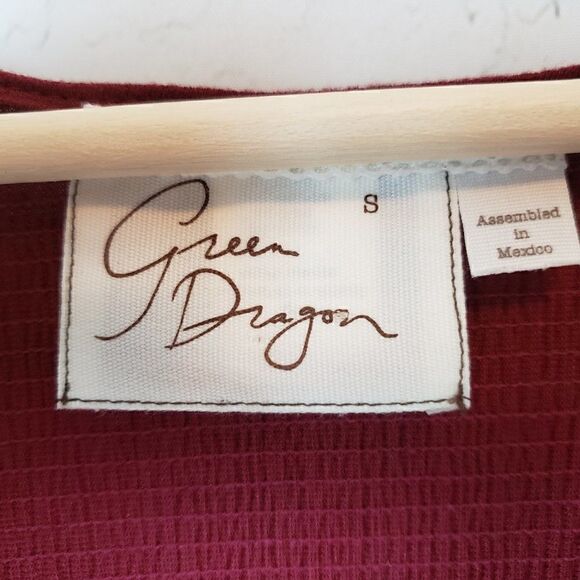 Green
Dragon
S
Assembled
in
Mexico